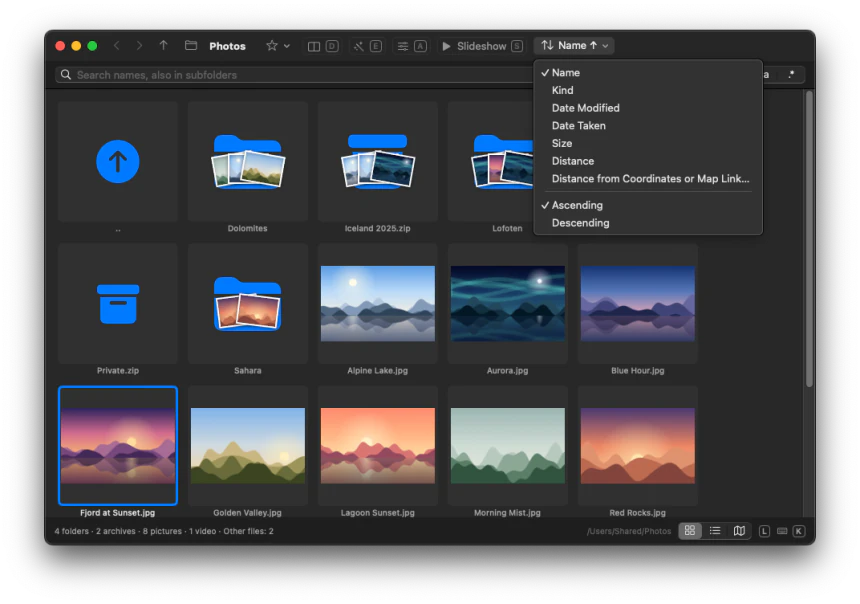 Photos
D
E
A
Slideshow S
Name
Search names, also in subfolders
a .*
Name
Kind
Date Modified
Date Taken
Size
Distance
Distance from Coordinates or Map Link...
Ascending
Descending
..
Dolomites
Iceland 2025.zip
Lofoten
Private.zip
Sahara
Alpine Lake.jpg
Aurora.jpg
Blue Hour.jpg
Fjord at Sunset.jpg
Golden Valley.jpg
Lagoon Sunset.jpg
Morning Mist.jpg
Red Rocks.jpg
4 folders · 2 archives · 8 pictures · 1 video · Other files: 2
/Users/Shared/Photos
L
K